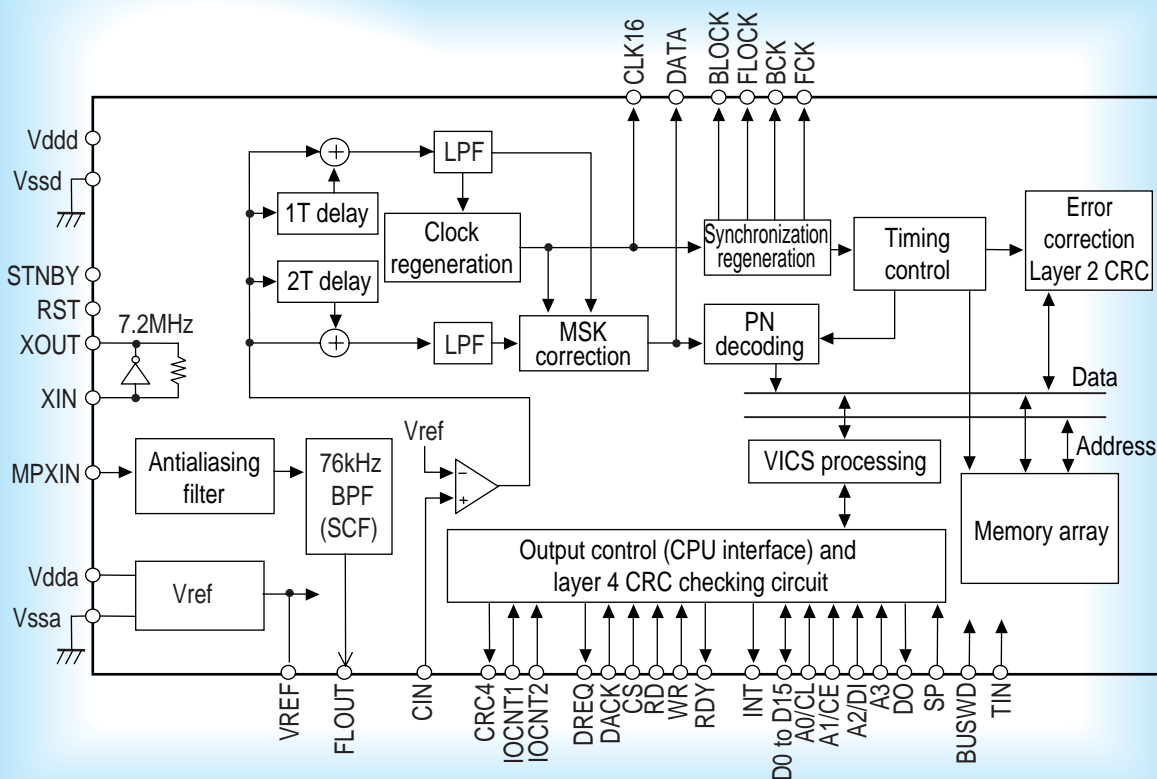 CLK16
DATA
BLOCK
FLOCK
BCK
FCK
Vddd
Vssd
STNBY
RST
XOUT
7.2MHz
XIN
MPXIN
Vdda
Vssa
LPF
1T delay
Clock
regeneration
2T delay
LPF
MSK
correction
Synchronization
regeneration
Timing
control
Error
correction
Layer 2 CRC
PN
decoding
Data
Address
VICS processing
Memory array
Vref
Antialiasing
filter
76kHz
BPF
(SCF)
Vref
Output control (CPU interface) and
layer 4 CRC checking circuit
VREF
FLOUT
CIN
CRC4
IOCNT1
IOCNT2
DREQ
DACK
CS
RD
WR
RDY
INT
D0 to D15
A0/CL
A1/CE
A2/DI
A3
DO
SP
BUSWD
TIN